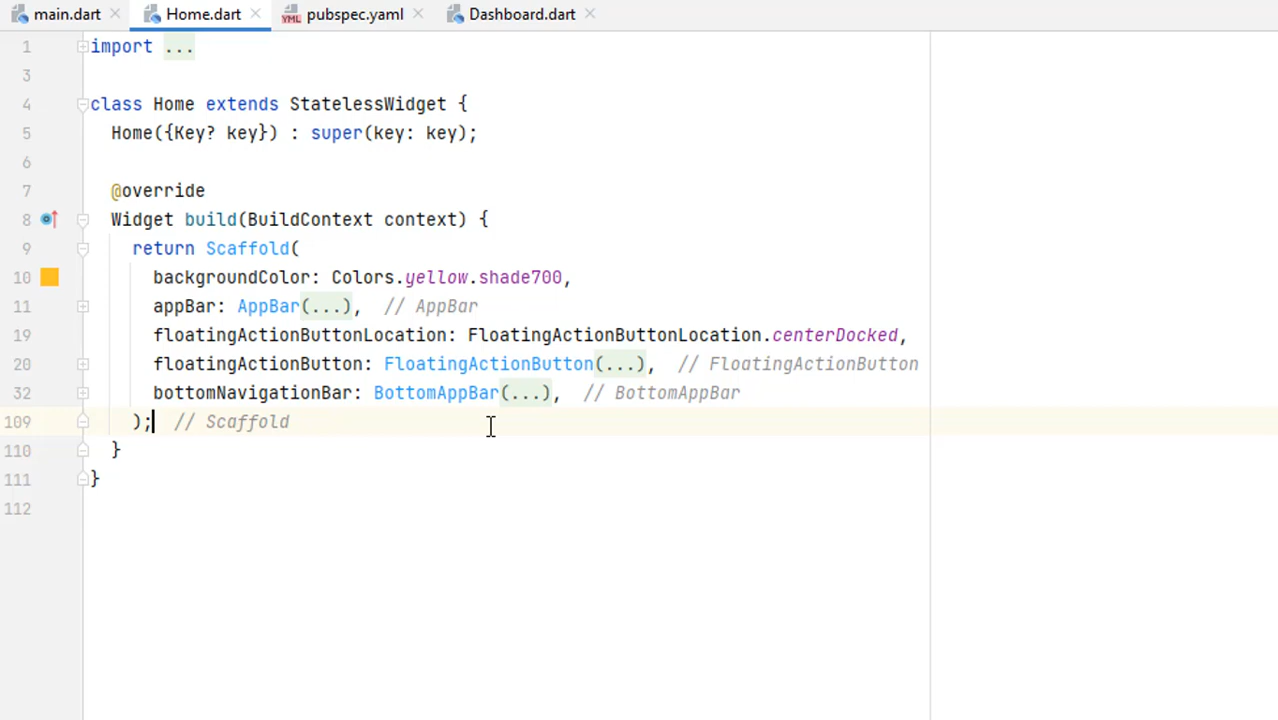 main.dart Home.dart pubspec.yaml Dashboard.dart
1 import ...
3
4 class Home extends StatelessWidget {
5 Home({Key? key}) : super(key: key);
6
7 @override
8 Widget build(BuildContext context) {
9 return Scaffold(
10 backgroundColor: Colors.yellow.shade700,
11 appBar: AppBar(...), // AppBar
19 floatingActionButtonLocation: FloatingActionButtonLocation.centerDocked,
20 floatingActionButton: FloatingActionButton(...), // FloatingActionButton
32 bottomNavigationBar: BottomAppBar(...), // BottomAppBar
109 ); // Scaffold
110 }
111 }
112